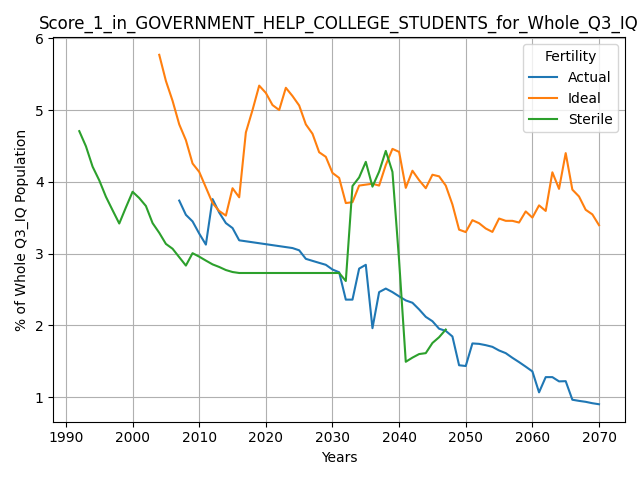 Score_1_in_GOVERNMENT_HELP_COLLEGE_STUDENTS_for_Whole_Q3_IQ
% of Whole Q3_IQ Population
6
5
4
3
2
1
Fertility
Actual
Ideal
Sterile
1990 2000 2010 2020 2030 2040 2050 2060 2070
Years